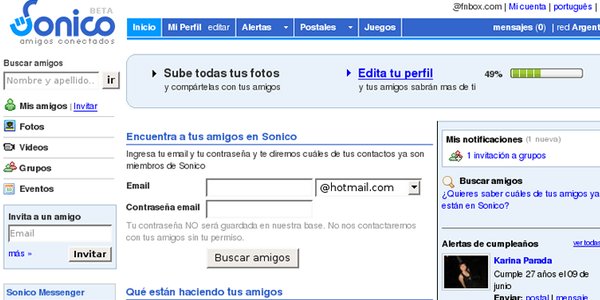 Sonico
BETA
amigos conectados
@fnbox.com | Mi cuenta | português |
Inicio
Mi Perfil editar
Alertas
Postales
Juegos
mensajes (0) | red Argent
Buscar amigos
Nombre y apellido..
ir
Mis amigos | Invitar
Fotos
Videos
Grupos
Eventos
Invita a un amigo
Email
más »
Invitar
Sonico Messenger
Sube todas tus fotos
y compártelas con tus amigos
Edita tu perfil
y tus amigos sabrán mas de ti
49%
Encuentra a tus amigos en Sonico
Ingresa tu email y tu contraseña y te diremos cuáles de tus contactos ya son
miembros de Sonico
Email
@hotmail.com
Contraseña email
Tu contraseña NO será guardada en nuestra base. No nos contactaremos
con tus amigos sin tu permiso.
Buscar amigos
Qué están haciendo tus amigos
Mis notificaciones (1 nueva)
1 invitación a grupos
Buscar amigos
¿Quieres saber cuáles de tus amigos ya
están en Sonico?
Alertas de cumpleaños
ver todas
Karina Parada
Cumple 27 años el 09 de
junio
Enviar: postal | mensaje